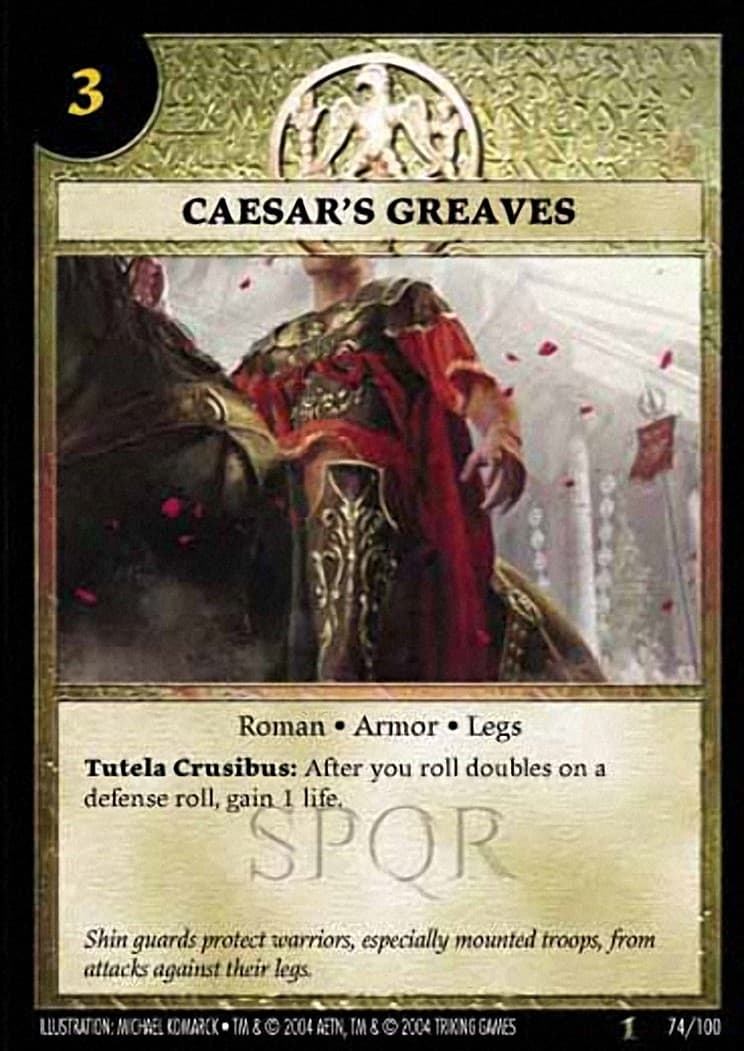 3
CAESAR'S GREAVES
Roman • Armor • Legs
Tutela Crusibus: After you roll doubles on a
defense roll, gain 1 life.
SPQR
Shin guards protect warriors, especially mounted troops, from
attacks against their legs.
ILLUSTRATION: MICHAEL KOMARCK • TM & © 2004 AETN, TM & © 2004 TRIKING GAMES
1 74/100